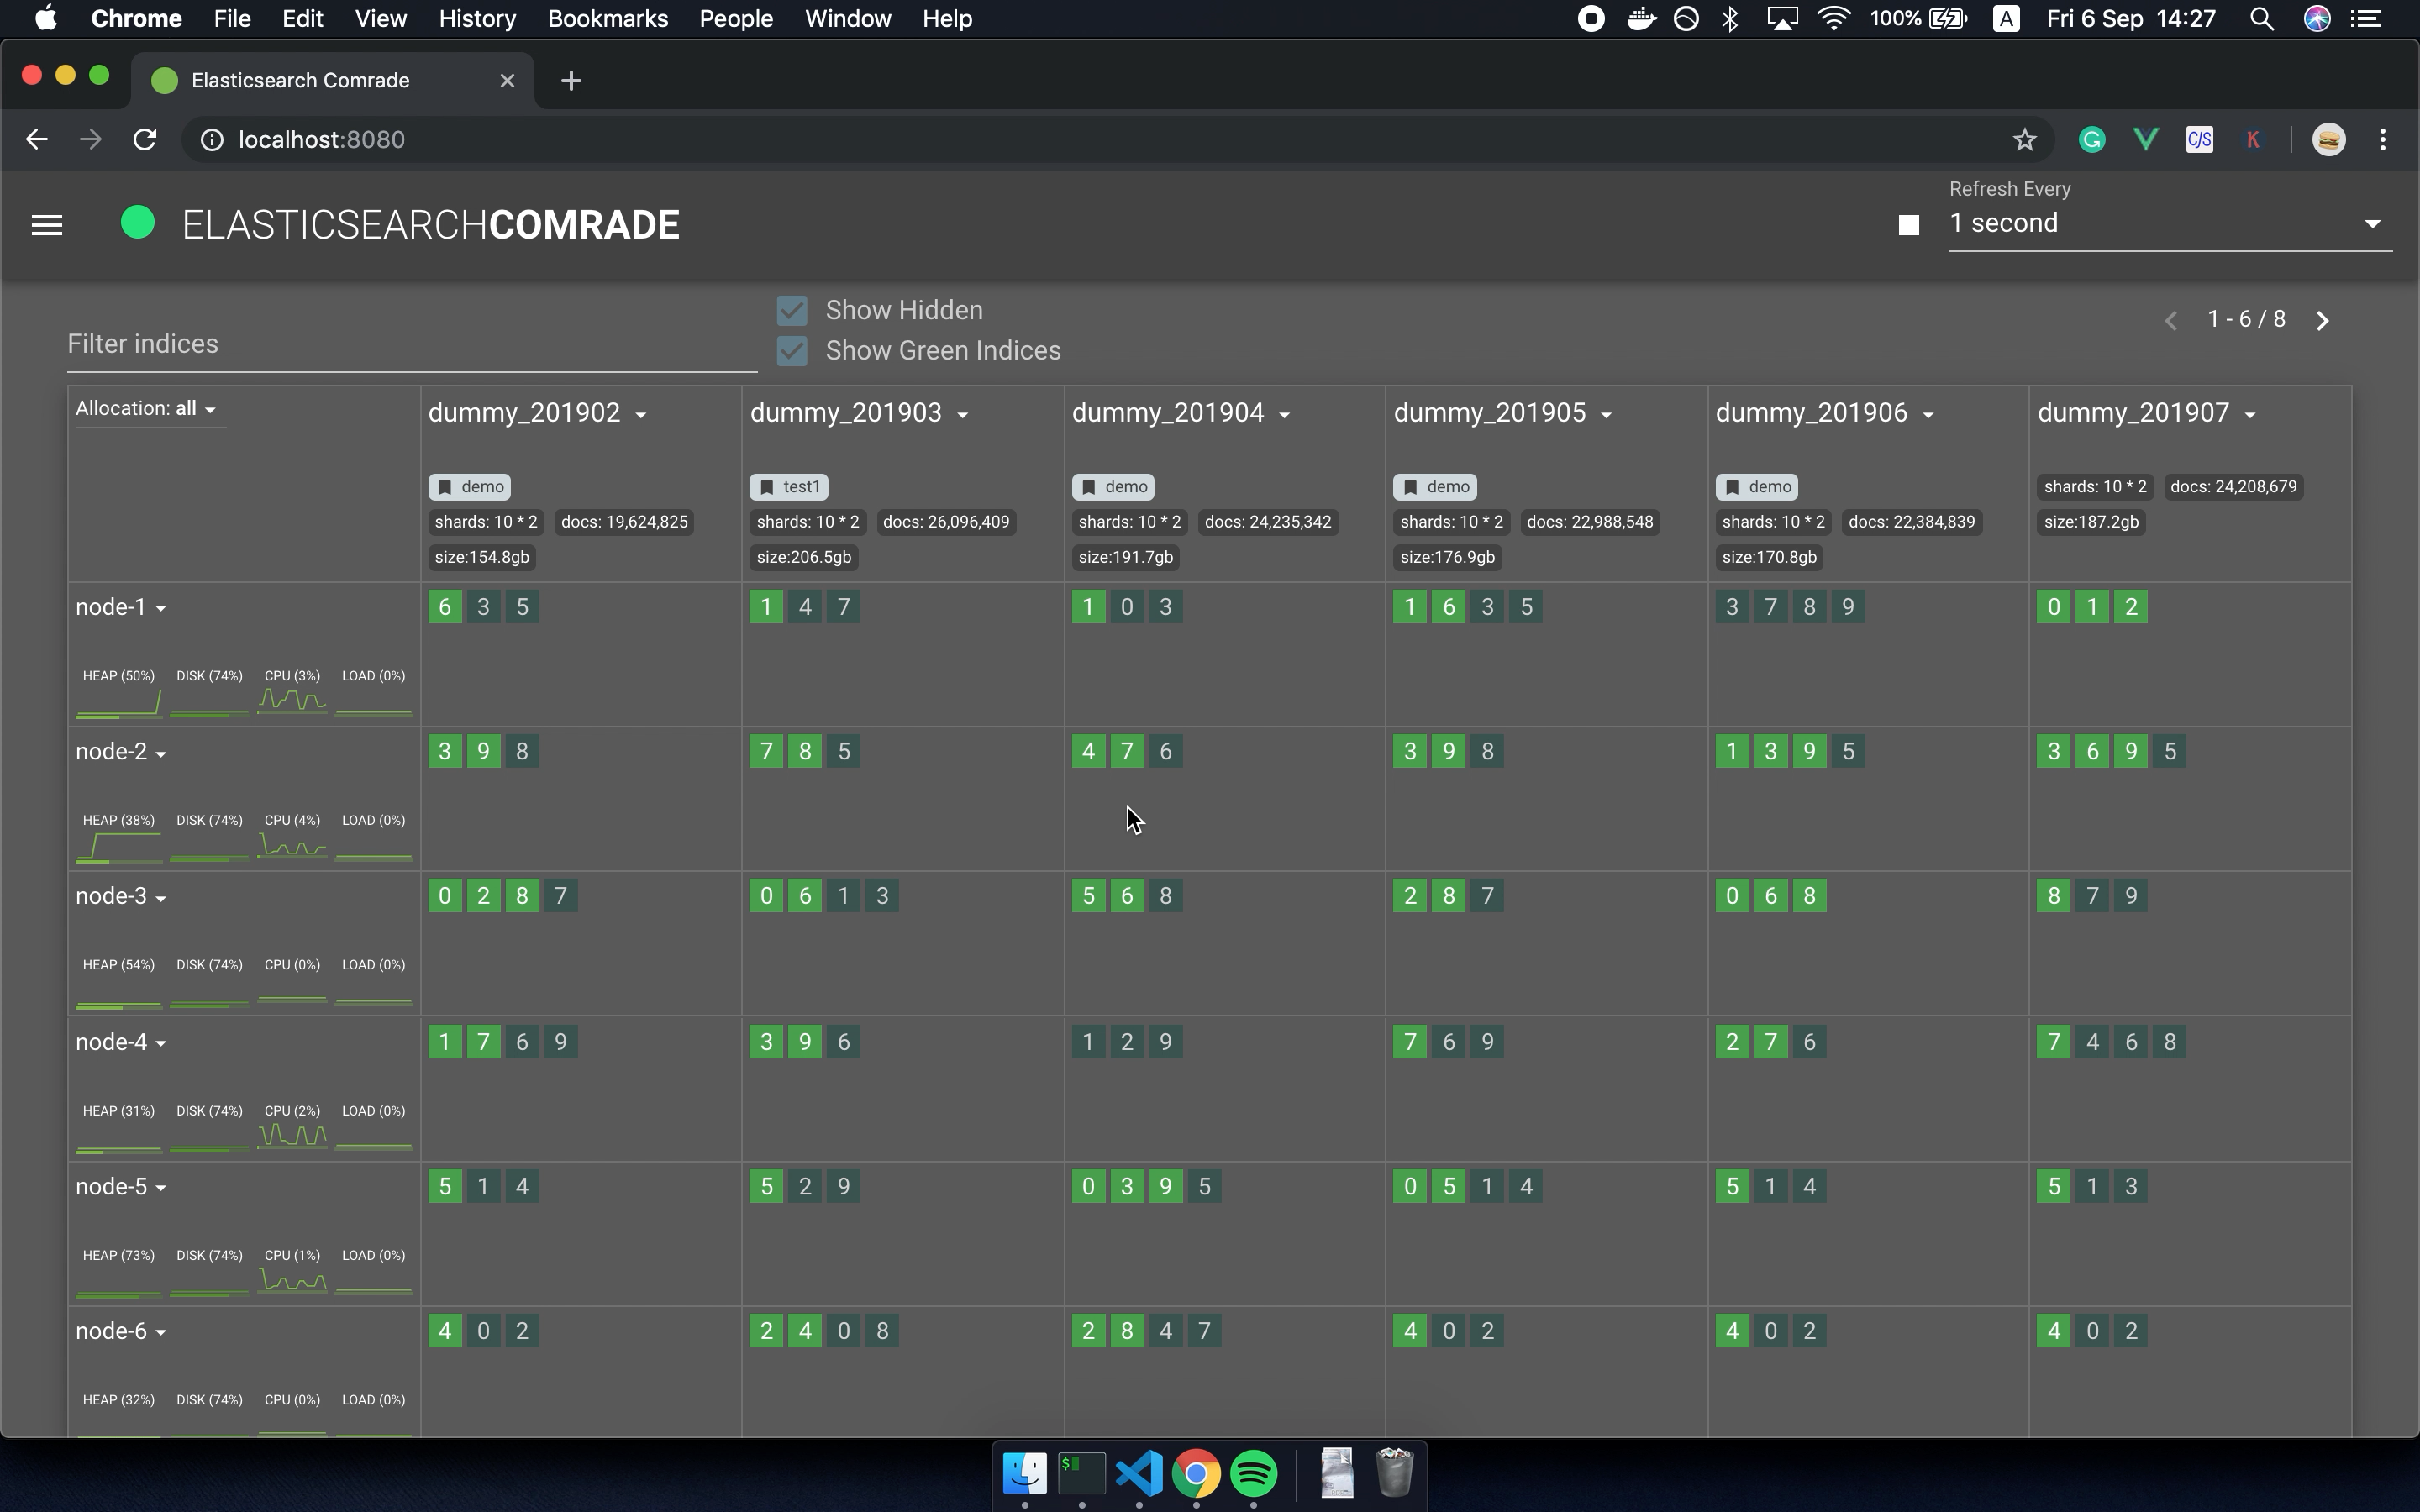 Chrome File Edit View History Bookmarks People Window Help 100% A Fri 6 Sep 14:27
Elasticsearch Comrade
localhost:8080 G C/S K
ELASTICSEARCHCOMRADE
Refresh Every
1 second
Filter indices
Show Hidden
Show Green Indices
1 - 6 / 8
Allocation: all dummy_201902 dummy_201903 dummy_201904 dummy_201905 dummy_201906 dummy_201907
demo test1 demo demo demo shards: 10 * 2 docs: 24,208,679
shards: 10 * 2 docs: 19,624,825 shards: 10 * 2 docs: 26,096,409 shards: 10 * 2 docs: 24,235,342 shards: 10 * 2 docs: 22,988,548 shards: 10 * 2 docs: 22,384,839 size:187.2gb
size:154.8gb size:206.5gb size:191.7gb size:176.9gb size:170.8gb
node-1 6 3 5 1 4 7 1 0 3 1 6 3 5 3 7 8 9 0 1 2
HEAP (50%) DISK (74%) CPU (3%) LOAD (0%)
node-2 3 9 8 7 8 5 4 7 6 3 9 8 1 3 9 5 3 6 9 5
HEAP (38%) DISK (74%) CPU (4%) LOAD (0%)
node-3 0 2 8 7 0 6 1 3 5 6 8 2 8 7 0 6 8 8 7 9
HEAP (54%) DISK (74%) CPU (0%) LOAD (0%)
node-4 1 7 6 9 3 9 6 1 2 9 7 6 9 2 7 6 7 4 6 8
HEAP (31%) DISK (74%) CPU (2%) LOAD (0%)
node-5 5 1 4 5 2 9 0 3 9 5 0 5 1 4 5 1 4 5 1 3
HEAP (73%) DISK (74%) CPU (1%) LOAD (0%)
node-6 4 0 2 2 4 0 8 2 8 4 7 4 0 2 4 0 2 4 0 2
HEAP (32%) DISK (74%) CPU (0%) LOAD (0%)
$